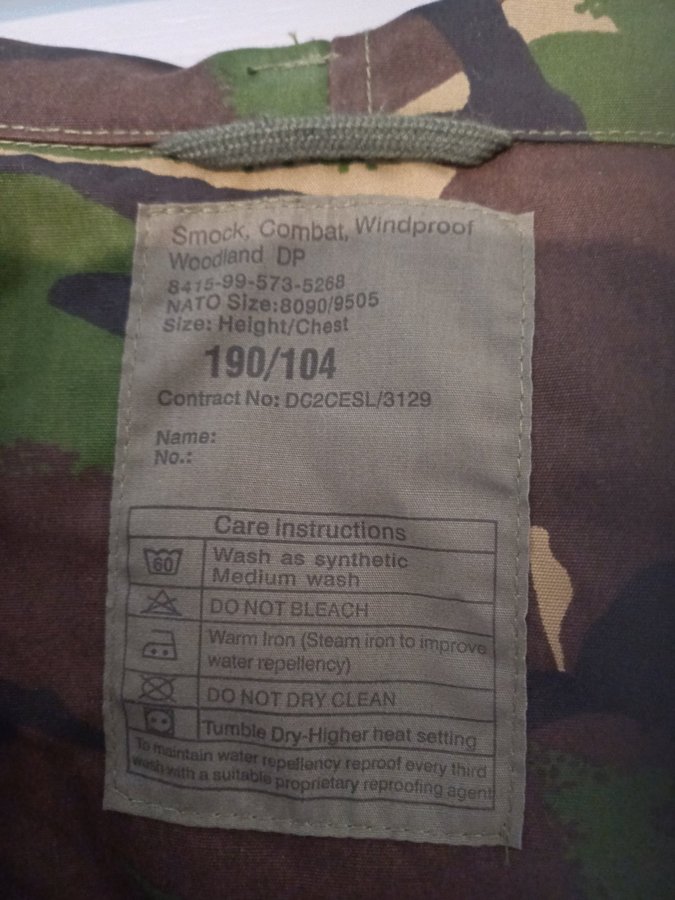 Smock, Combat, Windproof
Woodland DP
8415-99-573-5268
NATO Size:8090/9505
Size: Height/Chest
190/104
Contract No: DC2CESL/3129
Name:
No.:
Care instructions
60
Wash as synthetic
Medium wash
DO NOT BLEACH
Warm Iron (Steam iron to improve
water repellency)
DO NOT DRY CLEAN
Tumble Dry-Higher heat setting
To maintain water repellency reproof every third
wash with a suitable proprietary reproofing agent